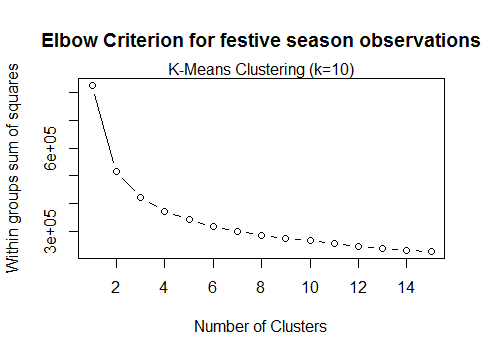 Elbow Criterion for festive season observations
K-Means Clustering (k=10)
Within groups sum of squares
6e+05
3e+05
2 4 6 8 10 12 14
Number of Clusters